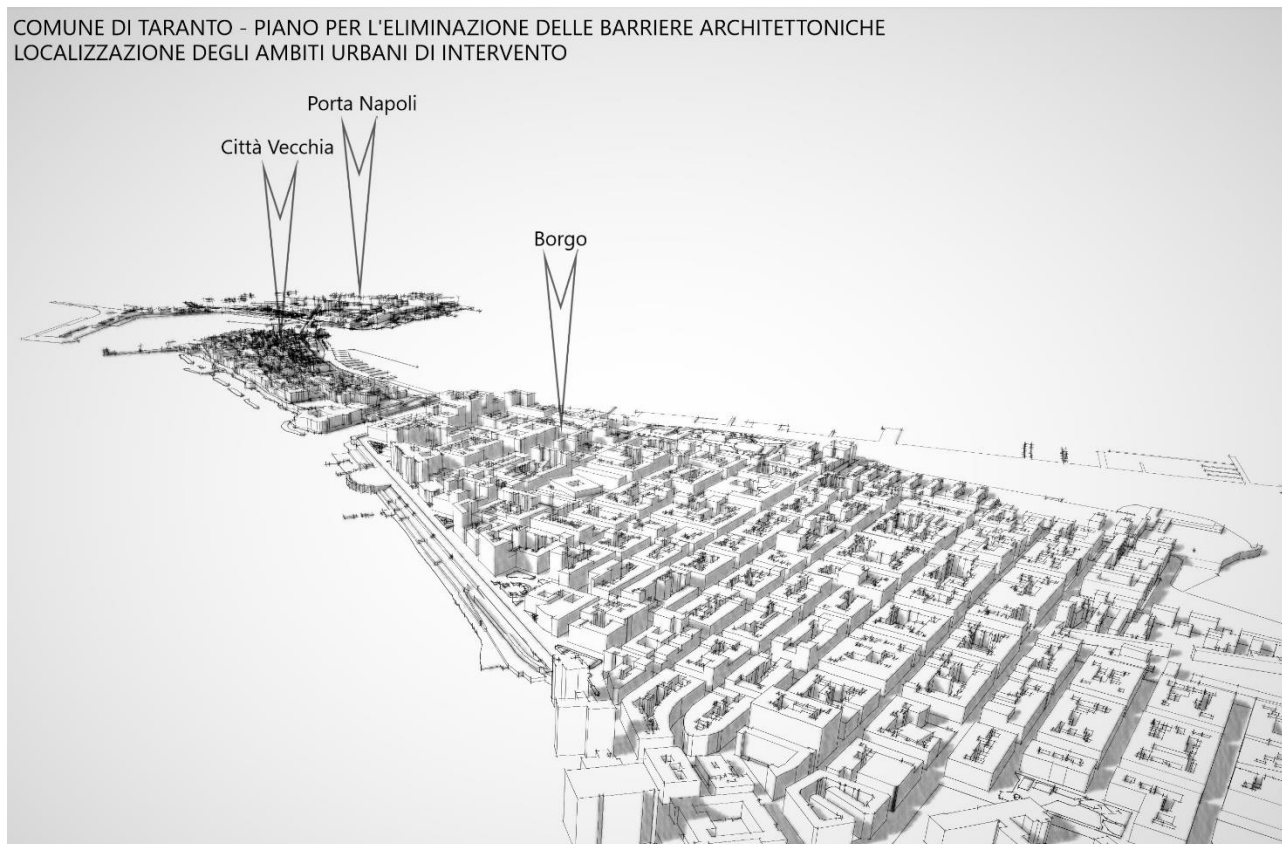 COMUNE DI TARANTO - PIANO PER L'ELIMINAZIONE DELLE BARRIERE ARCHITETTONICHE
LOCALIZZAZIONE DEGLI AMBITI URBANI DI INTERVENTO
Porta Napoli
Città Vecchia
Borgo